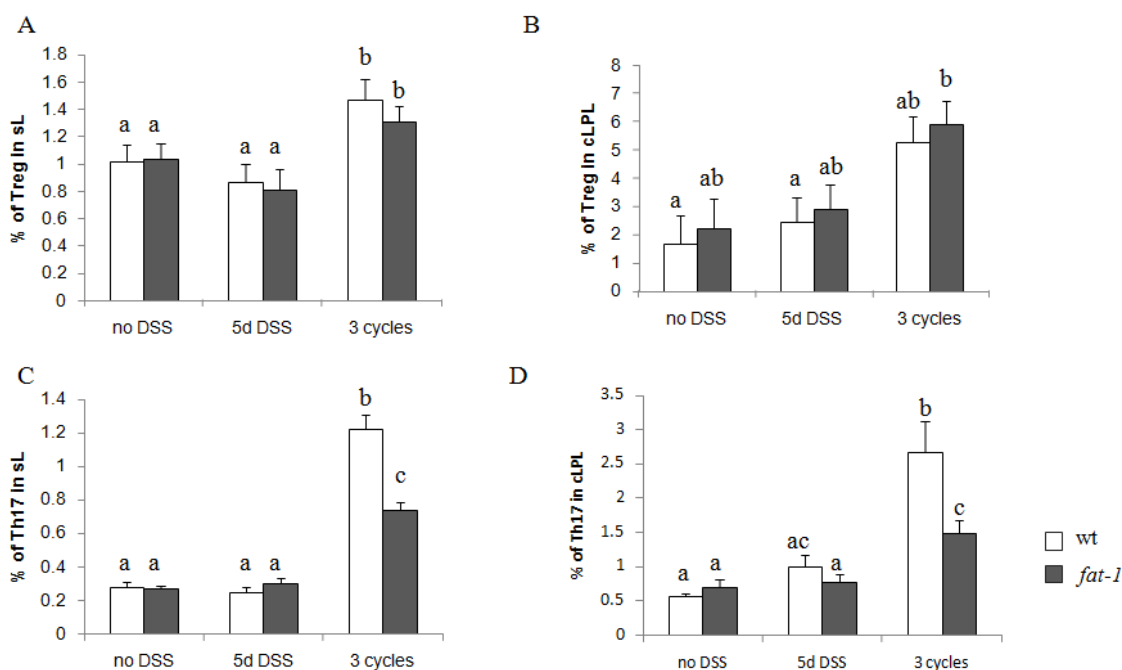 A
% of Treg in sL
1.8
1.6
1.4
1.2
1
0.8
0.6
0.4
0.2
0
a a
a a
b
b
no DSS 5d DSS 3 cycles
B
% of Treg in cLPL
8
7
6
5
4
3
2
1
0
a
ab
a
ab
ab
b
no DSS 5d DSS 3 cycles
C
% of Th17 in sL
1.4
1.2
1
0.8
0.6
0.4
0.2
0
a a
a a
b
c
no DSS 5d DSS 3 cycles
D
% of Th17 in cLPL
3.5
3
2.5
2
1.5
1
0.5
0
a a
ac a
b
c
no DSS 5d DSS 3 cycles
wt
fat-1